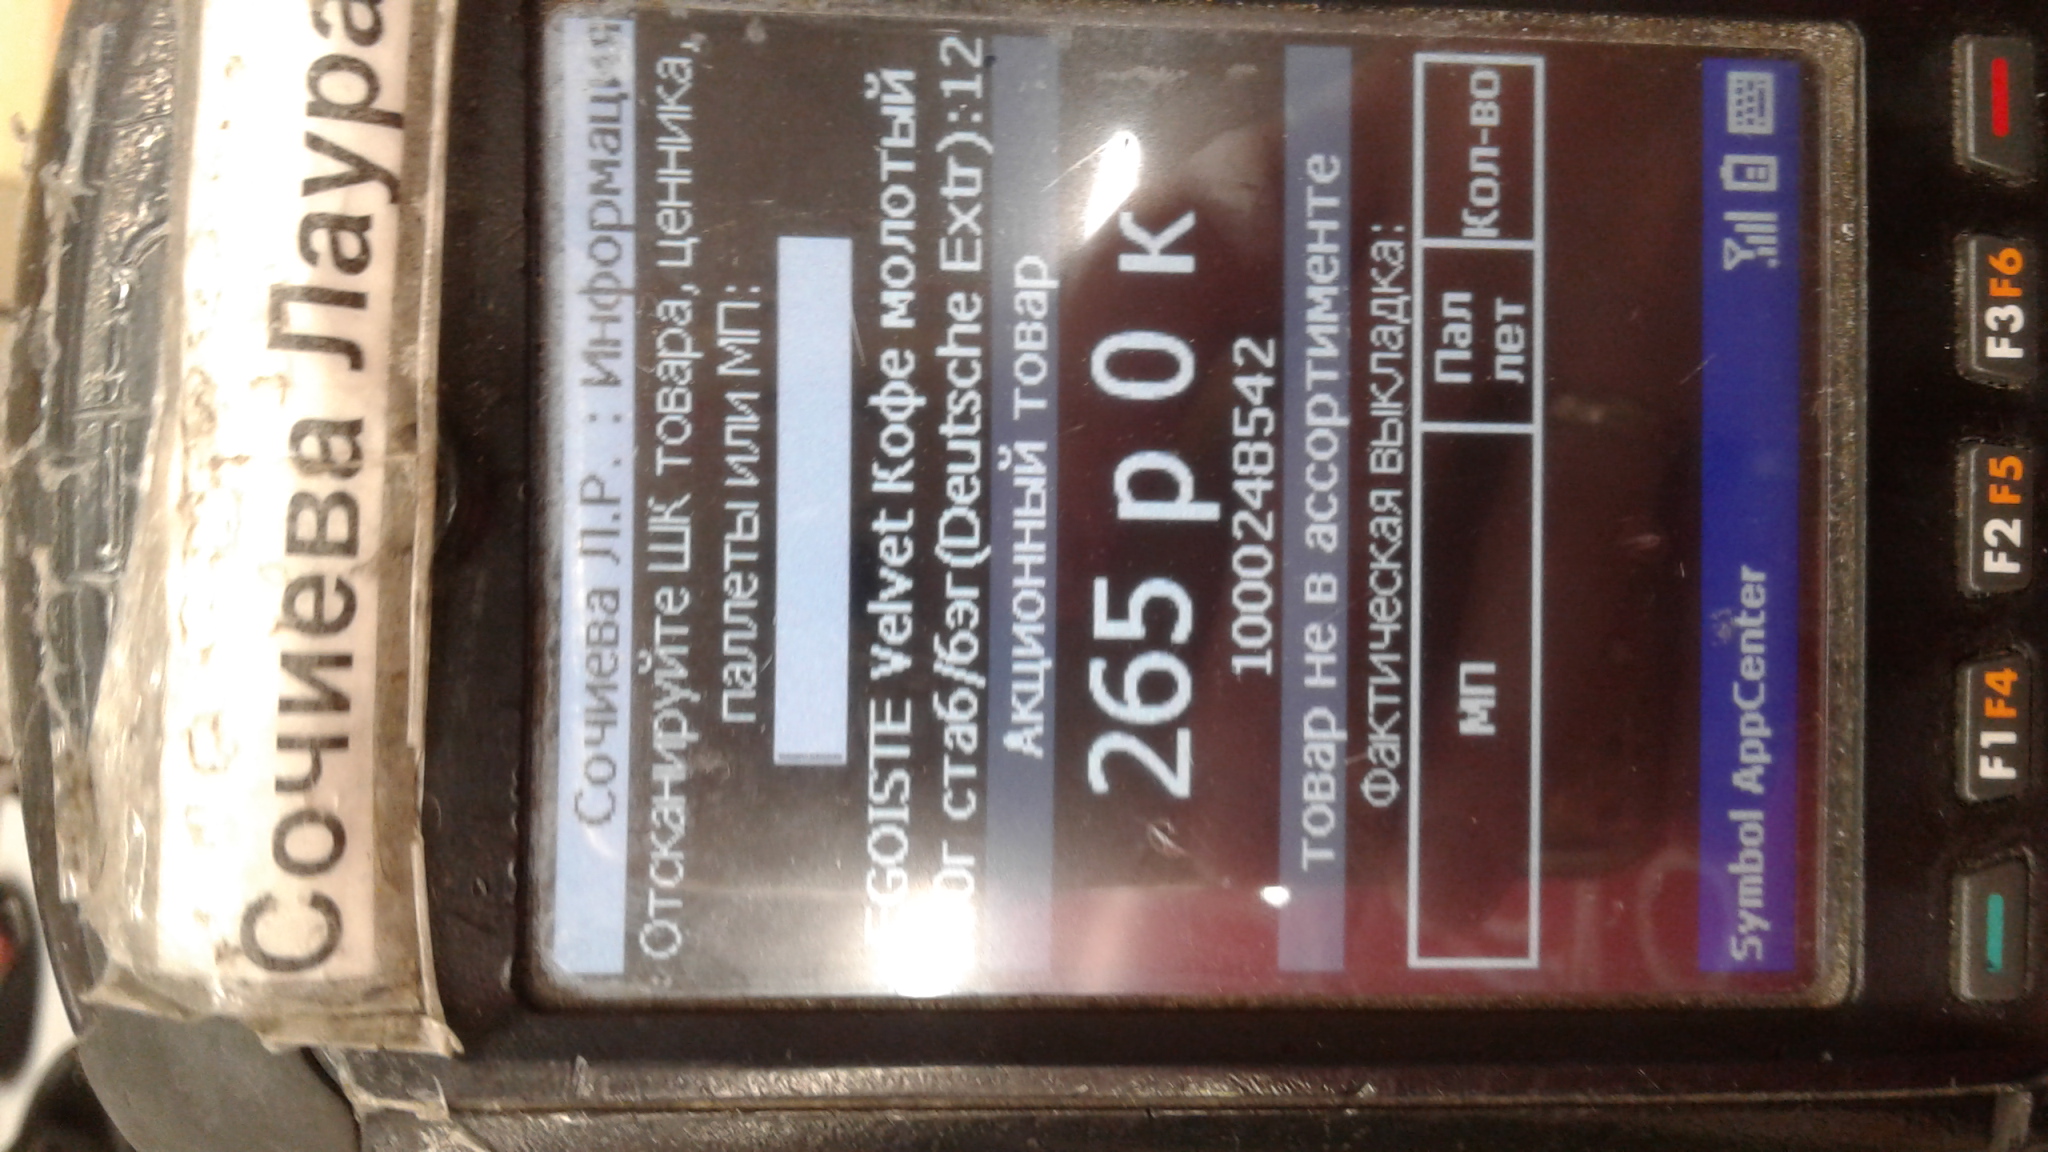 Сочиева Лаура
Сочиева Л.Р. : Информация
Отсканируйте ШК товара, ценника,
паллеты или МП:
EGOISTE Velvet Кофе молотый
стаб/бэг(Deutsche Extr):12
Акционный товар
265 р 0 к
1000248542
товар не в ассортименте
Фактическая выкладка:
МП Пал Кол-во
лет
Symbol AppCenter
F1 F4 F2 F5 F3 F6